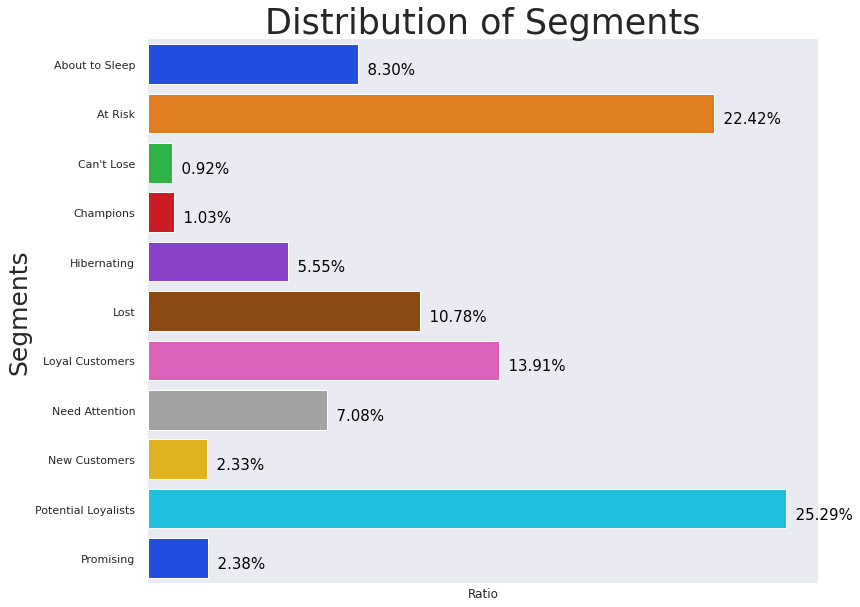 Distribution of Segments
Segments
About to Sleep 8.30%
At Risk 22.42%
Can't Lose 0.92%
Champions 1.03%
Hibernating 5.55%
Lost 10.78%
Loyal Customers 13.91%
Need Attention 7.08%
New Customers 2.33%
Potential Loyalists 25.29%
Promising 2.38%
Ratio